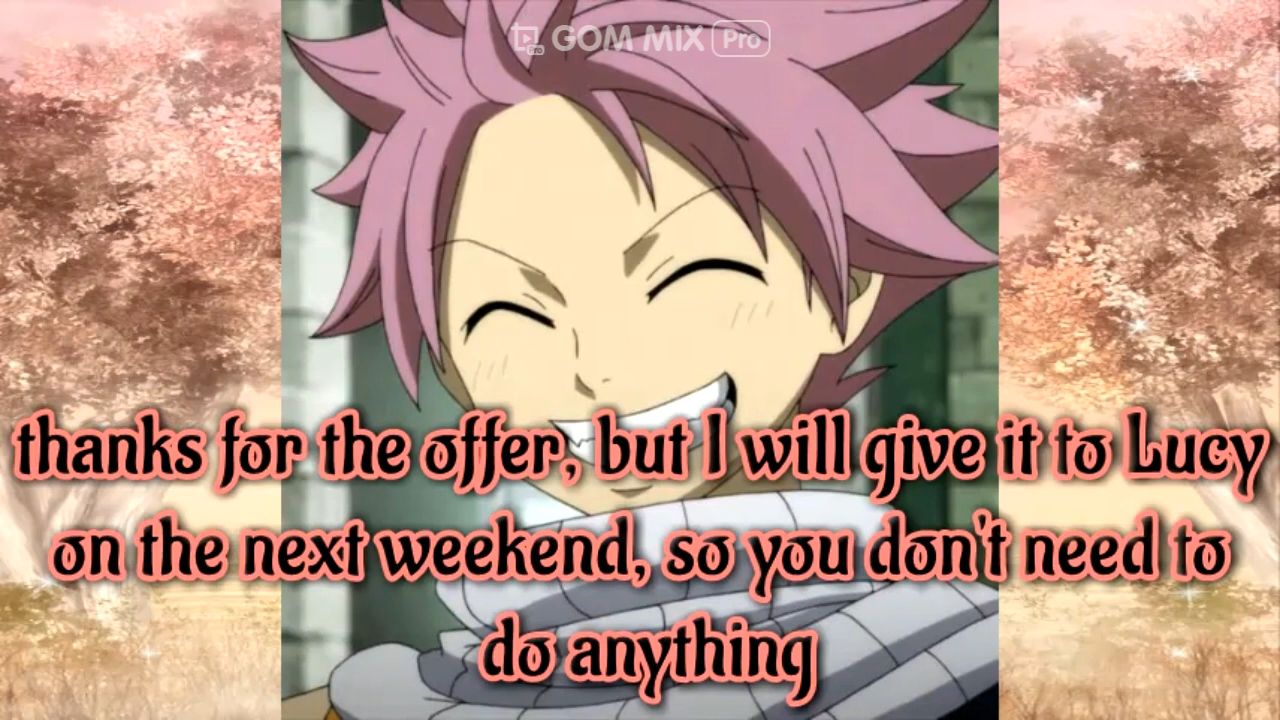 GOM MIX Pro
thanks for the offer, but I will give it to Lucy
on the next weekend, so you don't need to
do anything